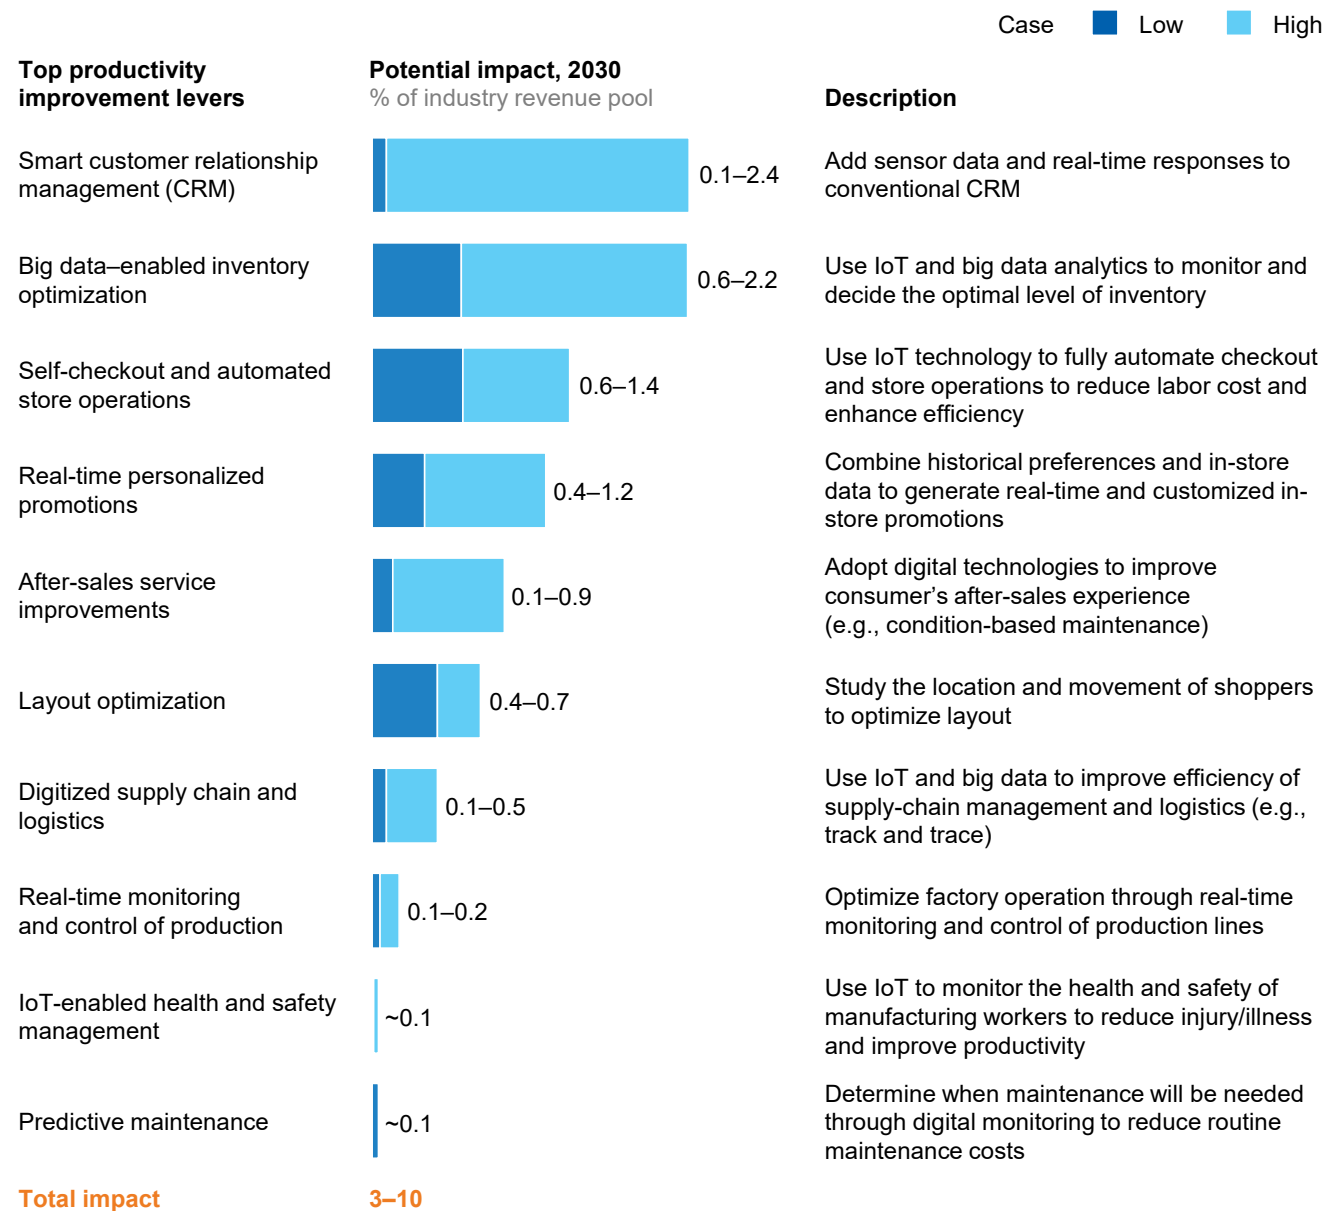 Case Low High
Top productivity
improvement levers
Potential impact, 2030
% of industry revenue pool
Description
Smart customer relationship
management (CRM)
0.1–2.4
Add sensor data and real-time responses to
conventional CRM
Big data–enabled inventory
optimization
0.6–2.2
Use IoT and big data analytics to monitor and
decide the optimal level of inventory
Self-checkout and automated
store operations
0.6–1.4
Use IoT technology to fully automate checkout
and store operations to reduce labor cost and
enhance efficiency
Real-time personalized
promotions
0.4–1.2
Combine historical preferences and in-store
data to generate real-time and customized in-
store promotions
After-sales service
improvements
0.1–0.9
Adopt digital technologies to improve
consumer’s after-sales experience
(e.g., condition-based maintenance)
Layout optimization
0.4–0.7
Study the location and movement of shoppers
to optimize layout
Digitized supply chain and
logistics
0.1–0.5
Use IoT and big data to improve efficiency of
supply-chain management and logistics (e.g.,
track and trace)
Real-time monitoring
and control of production
0.1–0.2
Optimize factory operation through real-time
monitoring and control of production lines
IoT-enabled health and safety
management
~0.1
Use IoT to monitor the health and safety of
manufacturing workers to reduce injury/illness
and improve productivity
Predictive maintenance
~0.1
Determine when maintenance will be needed
through digital monitoring to reduce routine
maintenance costs
Total impact
3–10